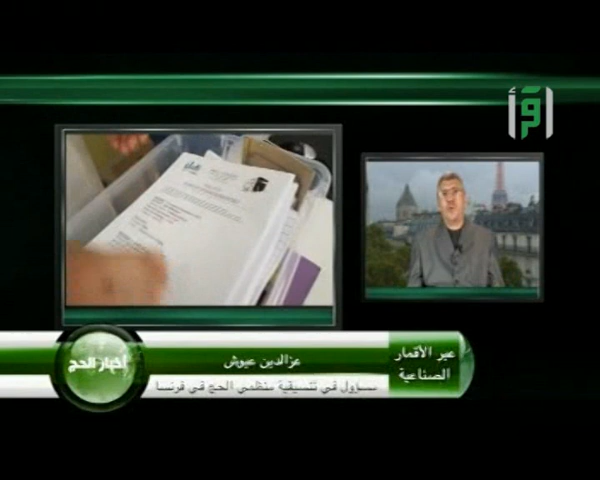 اقرأ
عبر الأقمار
الصناعية
عزالدين عيوش
مسؤول في تنسيقية منظمي الحج في فرنسا
أخبار الحج